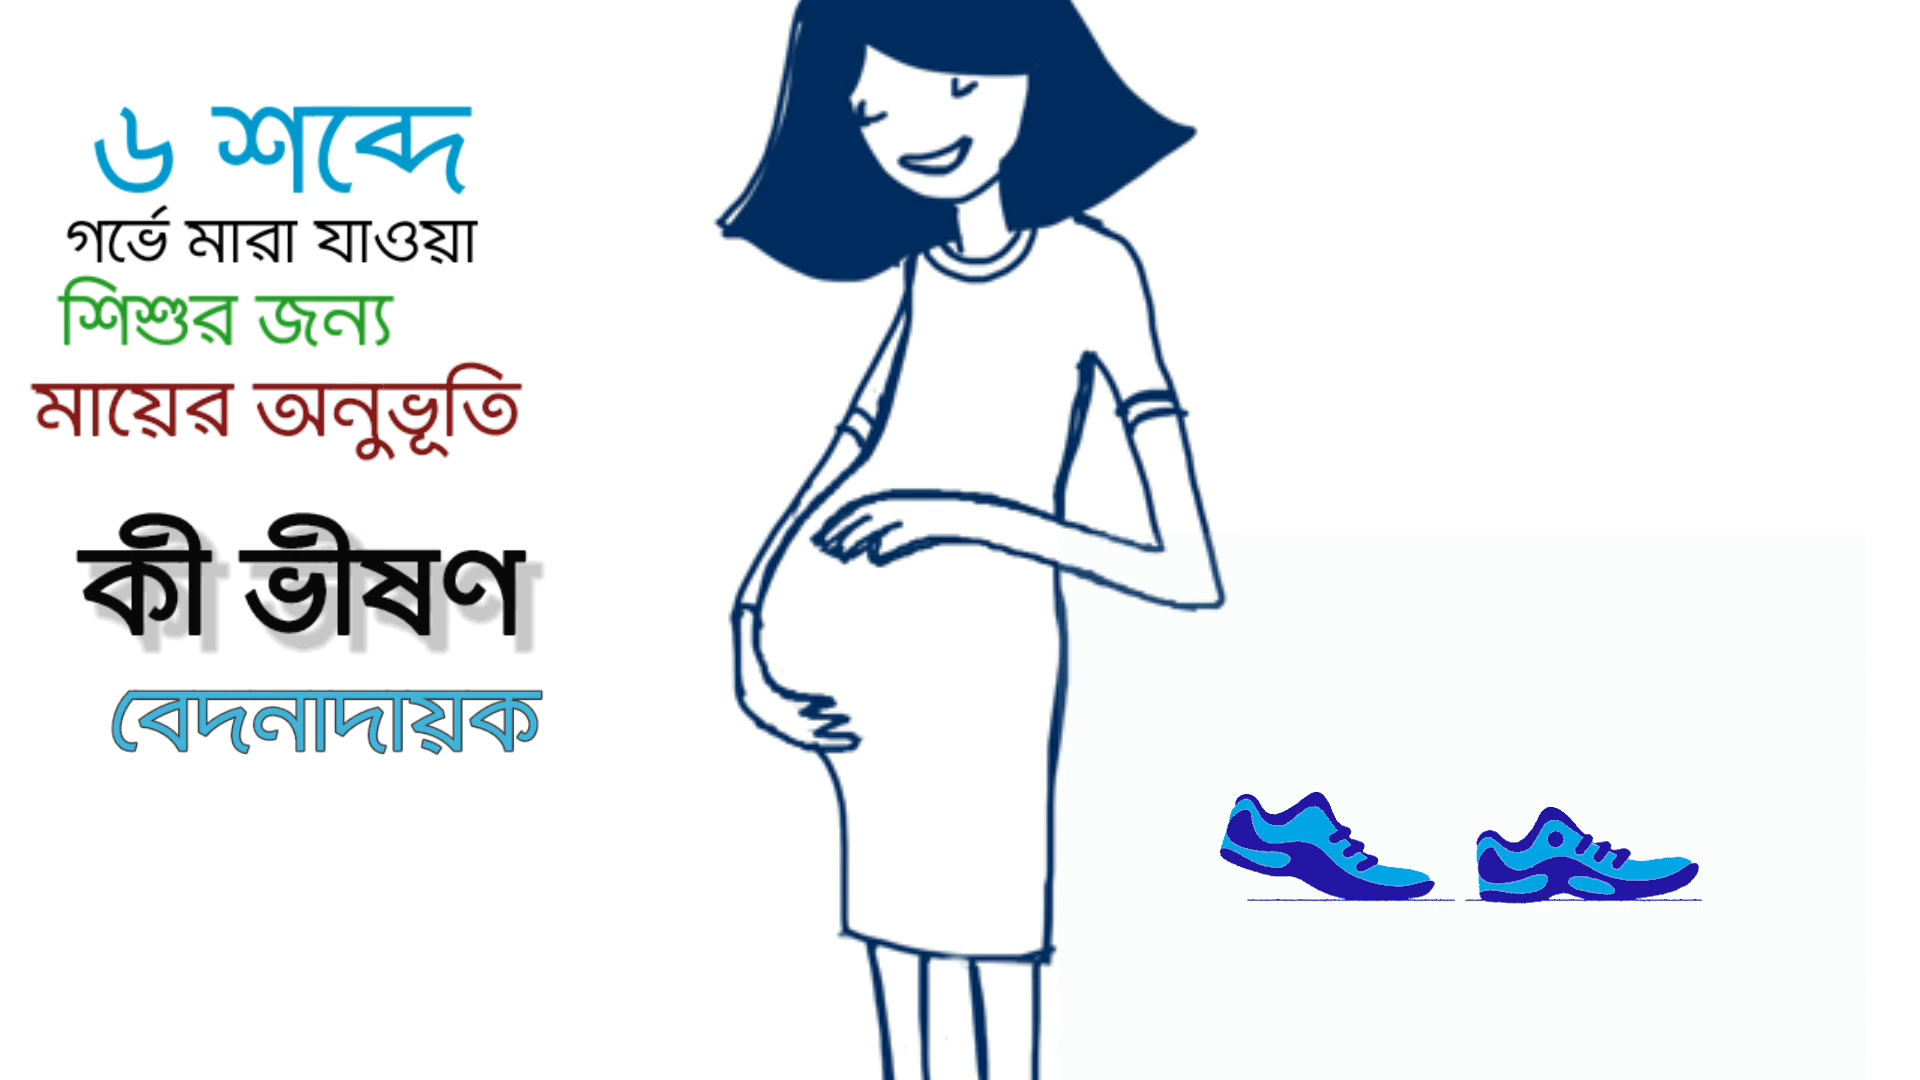 ৬ শব্দে
গর্ভে মারা যাওয়া
শিশুর জন্য
মায়ের অনুভূতি
কী ভীষণ
বেদনাদায়ক